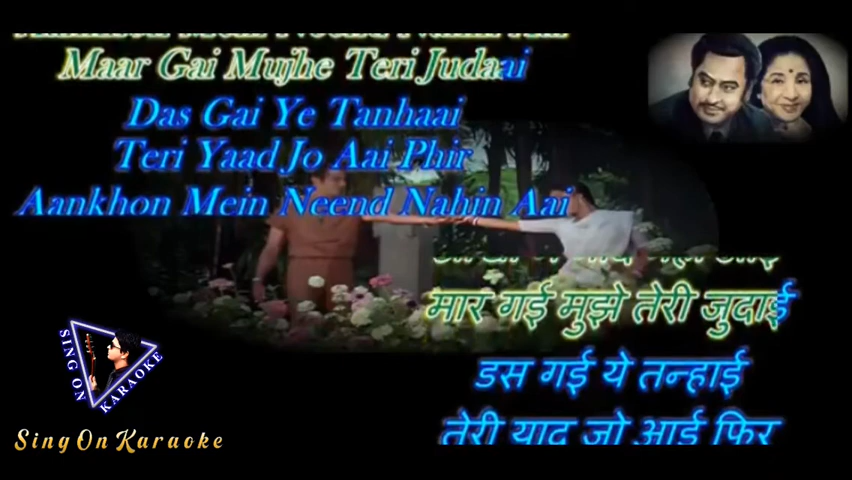 Maar Gai Mujhe Teri Judaai
Das Gai Ye Tanhaai
Teri Yaad Jo Aai Phir
Aankhon Mein Neend Nahin Aai
मार गई मुझे तेरी जुदाई
डस गई ये तन्हाई
तेरी याद जो आई फिर
SING ON KARAOKE
Sing On Karaoke